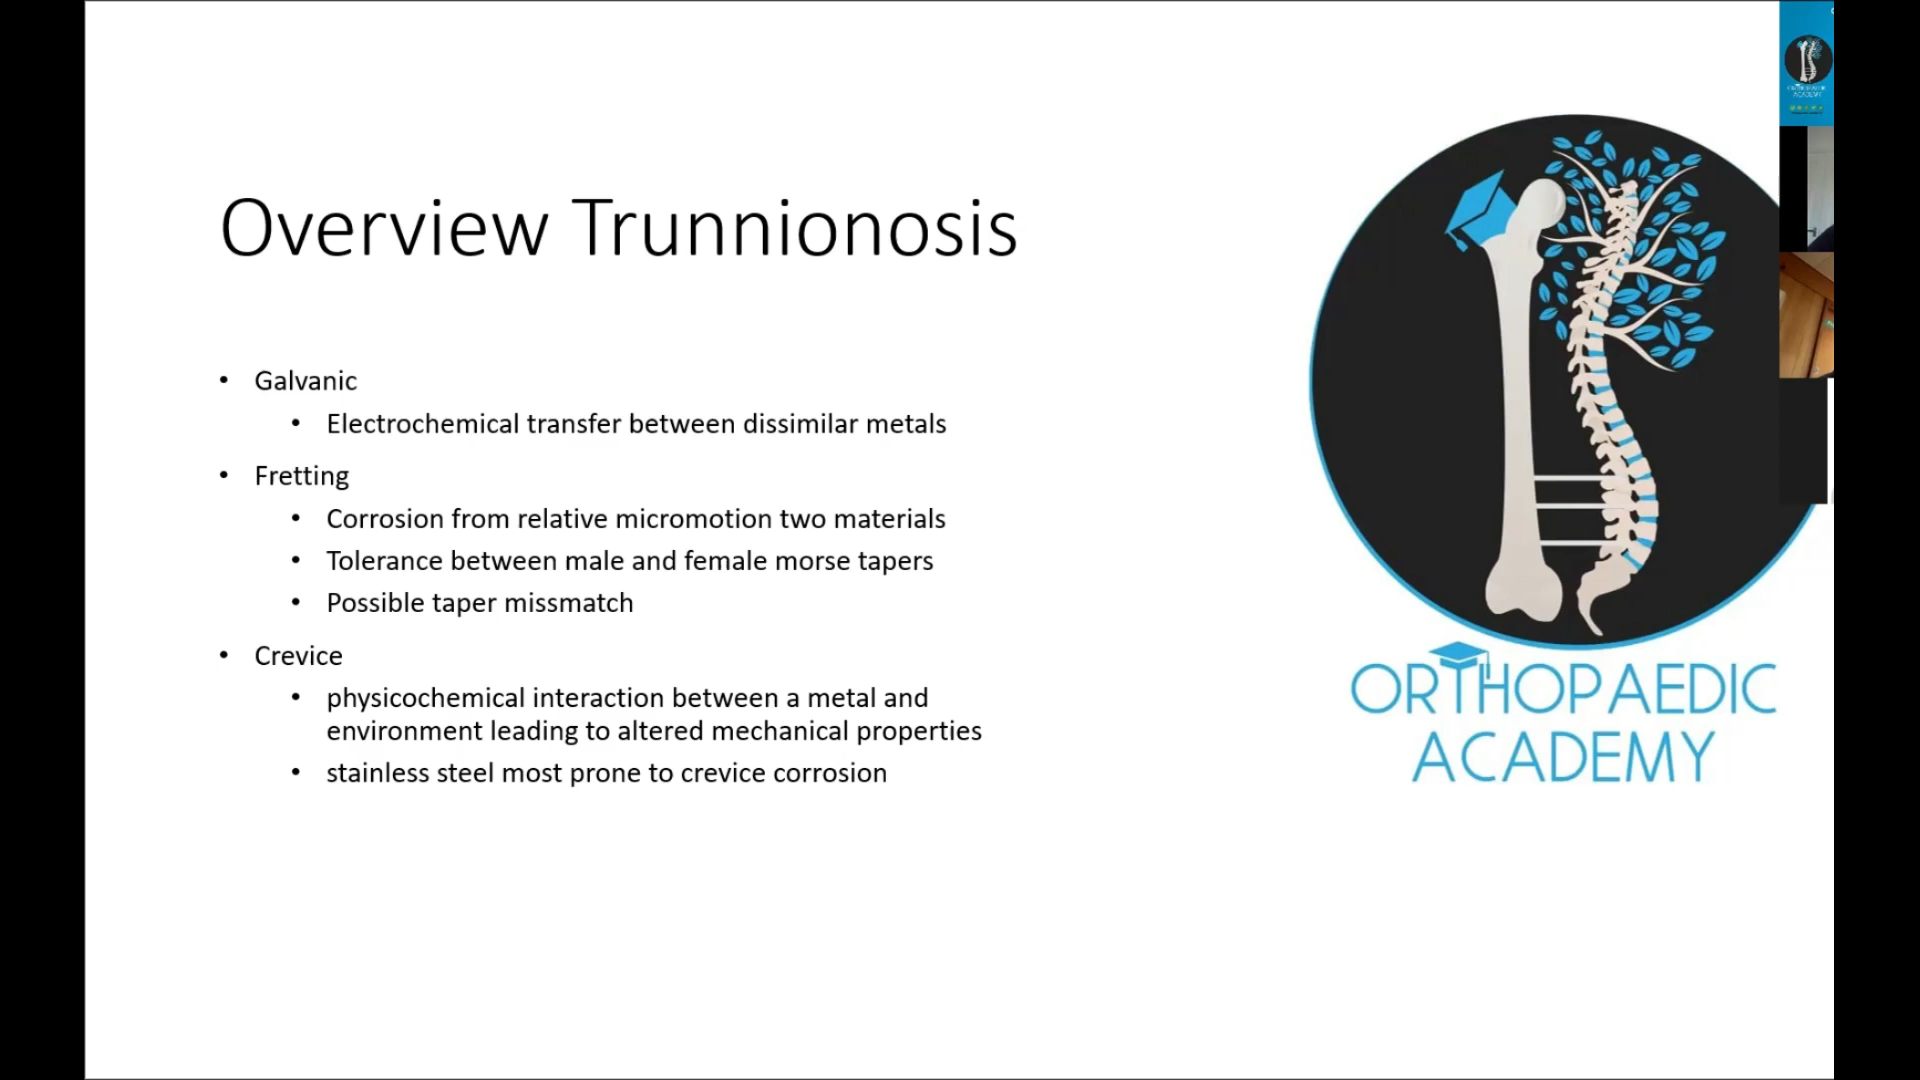 Overview Trunnionosis
• Galvanic
• Electrochemical transfer between dissimilar metals
• Fretting
• Corrosion from relative micromotion two materials
• Tolerance between male and female morse tapers
• Possible taper missmatch
• Crevice
• physicochemical interaction between a metal and
environment leading to altered mechanical properties
• stainless steel most prone to crevice corrosion
ORTHOPAEDIC
ACADEMY
ORTHOPAEDIC
ACADEMY